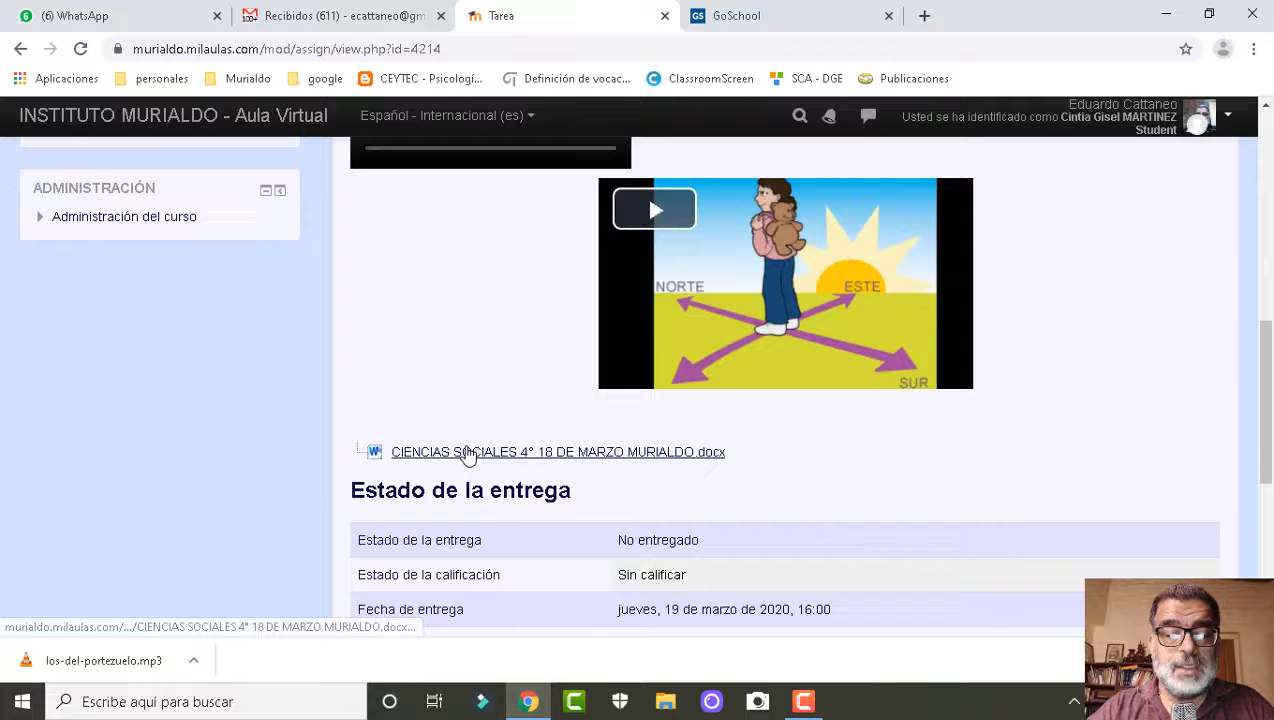 (6) WhatsApp
Recibidos (611) - ecattaneo@gm
Tarea
GoSchool
murialdo.milaulas.com/mod/assign/view.php?id=4214
Aplicaciones
personales
Murialdo
google
CEYTEC - Psicologí...
Definición de vocac...
ClassroomScreen
SCA - DGE
Publicaciones
INSTITUTO MURIALDO - Aula Virtual
Español - Internacional (es)
Eduardo Cattaneo
Usted se ha identificado como Cintia Gisel MARTINEZ
Student
ADMINISTRACIÓN
Administración del curso
NORTE
ESTE
SUR
CIENCIAS SOCIALES 4° 18 DE MARZO MURIALDO.docx
Estado de la entrega
Estado de la entrega No entregado
Estado de la calificación Sin calificar
Fecha de entrega jueves, 19 de marzo de 2020, 16:00
murialdo.milaulas.com/.../CIENCIAS SOCIALES 4° 18 DE MARZO MURIALDO.docx...
los-del-portezuelo.mp3
Escribe aquí para buscar